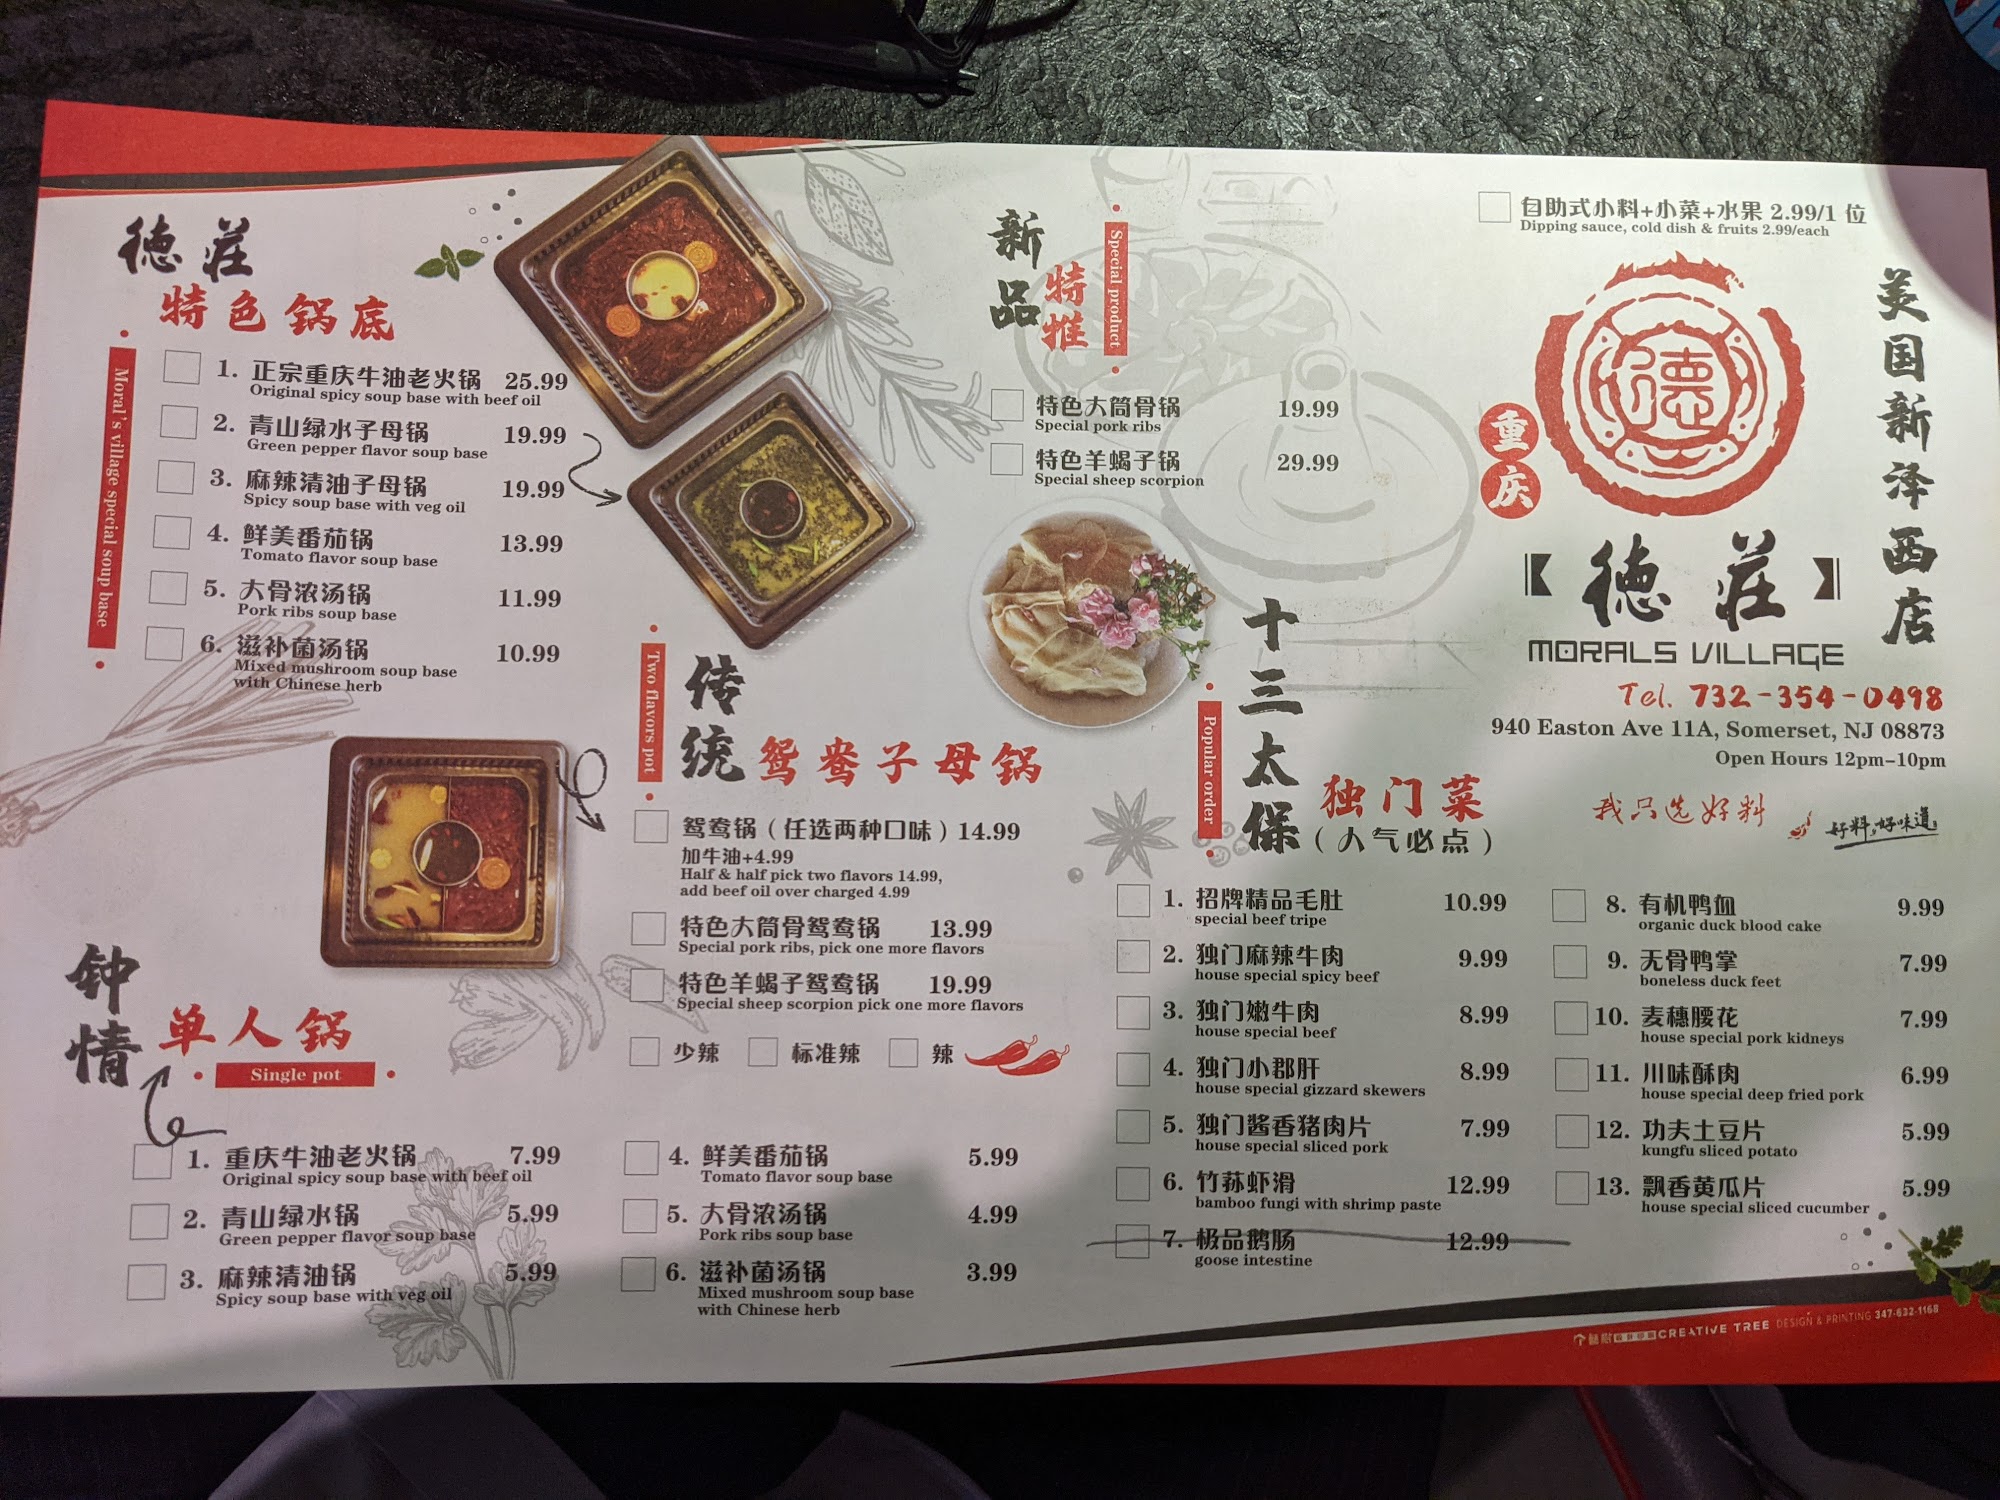 德莊
特色锅底
Moral's village special soup base
1. 正宗重庆牛油老火锅 25.99
Original spicy soup base with beef oil
2. 青山绿水子母锅 19.99
Green pepper flavor soup base
3. 麻辣清油子母锅 19.99
Spicy soup base with veg oil
4. 鲜美番茄锅 13.99
Tomato flavor soup base
5. 大骨浓汤锅 11.99
Pork ribs soup base
6. 滋补菌汤锅 10.99
Mixed mushroom soup base
with Chinese herb
传统
鸳鸯子母锅
Two flavors pot
鸳鸯锅（任选两种口味）14.99
加牛油+4.99
Half & half pick two flavors 14.99,
add beef oil over charged 4.99
特色大筒骨鸳鸯锅 13.99
Special pork ribs, pick one more flavors
特色羊蝎子鸳鸯锅 19.99
Special sheep scorpion pick one more flavors
少辣 标准辣 辣
钟情
单人锅
Single pot
1. 重庆牛油老火锅 7.99
Original spicy soup base with beef oil
2. 青山绿水锅 5.99
Green pepper flavor soup base
3. 麻辣清油锅 5.99
Spicy soup base with veg oil
4. 鲜美番茄锅 5.99
Tomato flavor soup base
5. 大骨浓汤锅 4.99
Pork ribs soup base
6. 滋补菌汤锅 3.99
Mixed mushroom soup base
with Chinese herb
新品
特推
Special product
特色大筒骨锅 19.99
Special pork ribs
特色羊蝎子锅 29.99
Special sheep scorpion
自助式小料+小菜+水果 2.99/1 位
Dipping sauce, cold dish & fruits 2.99/each
德
重庆
【德莊】
MORALS VILLAGE
美国新泽西店
Tel. 732-354-0498
940 Easton Ave 11A, Somerset, NJ 08873
Open Hours 12pm-10pm
我只选好料
好料,好味道
十三太保
独门菜
（人气必点）
Popular order
1. 招牌精品毛肚 10.99
special beef tripe
2. 独门麻辣牛肉 9.99
house special spicy beef
3. 独门嫩牛肉 8.99
house special beef
4. 独门小郡肝 8.99
house special gizzard skewers
5. 独门酱香猪肉片 7.99
house special sliced pork
6. 竹荪虾滑 12.99
bamboo fungi with shrimp paste
7. 极品鹅肠 12.99
goose intestine
8. 有机鸭血 9.99
organic duck blood cake
9. 无骨鸭掌 7.99
boneless duck feet
10. 麦穗腰花 7.99
house special pork kidneys
11. 川味酥肉 6.99
house special deep fried pork
12. 功夫土豆片 5.99
kungfu sliced potato
13. 飘香黄瓜片 5.99
house special sliced cucumber
CREATIVE TREE DESIGN & PRINTING 347-632-1168